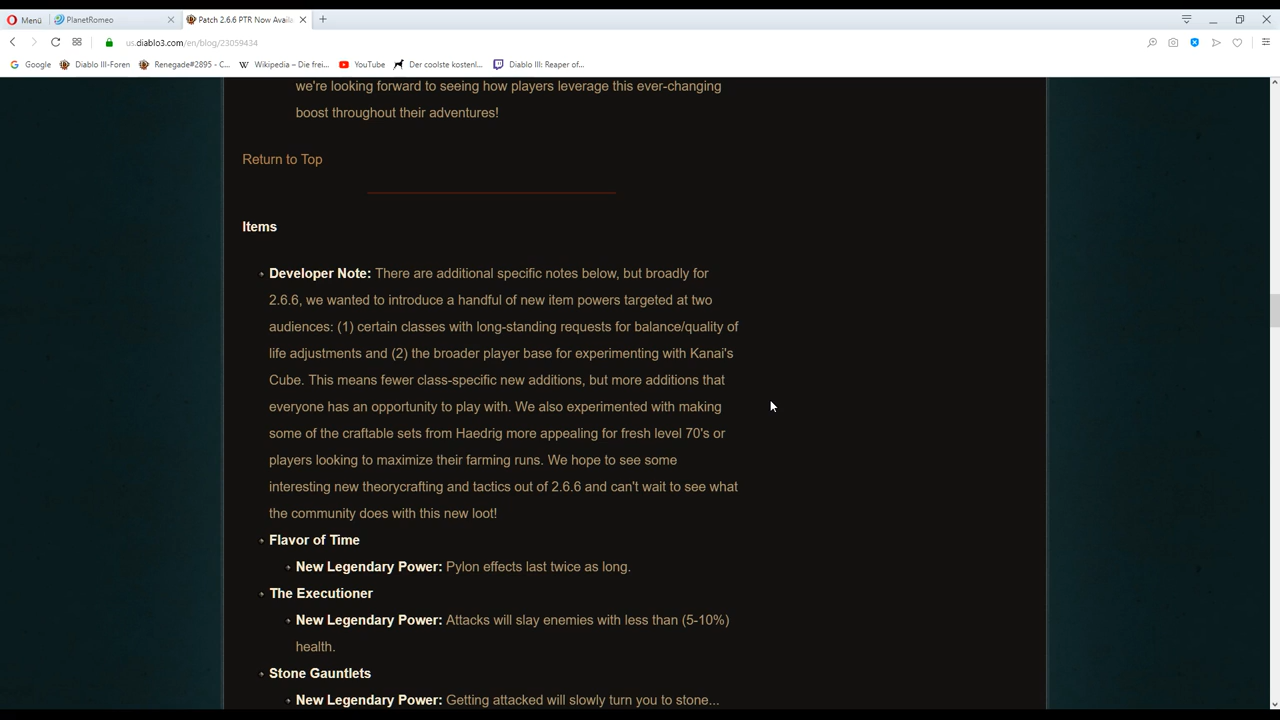 Menü
PlanetRomeo
Patch 2.6.6 PTR Now Availa
us.diablo3.com/en/blog/23059434
Google
Diablo III-Foren
Renegade#2895 - C...
Wikipedia – Die frei...
YouTube
Der coolste kostenl...
Diablo III: Reaper of...
we're looking forward to seeing how players leverage this ever-changing
boost throughout their adventures!
Return to Top
Items
Developer Note: There are additional specific notes below, but broadly for
2.6.6, we wanted to introduce a handful of new item powers targeted at two
audiences: (1) certain classes with long-standing requests for balance/quality of
life adjustments and (2) the broader player base for experimenting with Kanai's
Cube. This means fewer class-specific new additions, but more additions that
everyone has an opportunity to play with. We also experimented with making
some of the craftable sets from Haedrig more appealing for fresh level 70's or
players looking to maximize their farming runs. We hope to see some
interesting new theorycrafting and tactics out of 2.6.6 and can't wait to see what
the community does with this new loot!
Flavor of Time
New Legendary Power: Pylon effects last twice as long.
The Executioner
New Legendary Power: Attacks will slay enemies with less than (5-10%)
health.
Stone Gauntlets
New Legendary Power: Getting attacked will slowly turn you to stone...